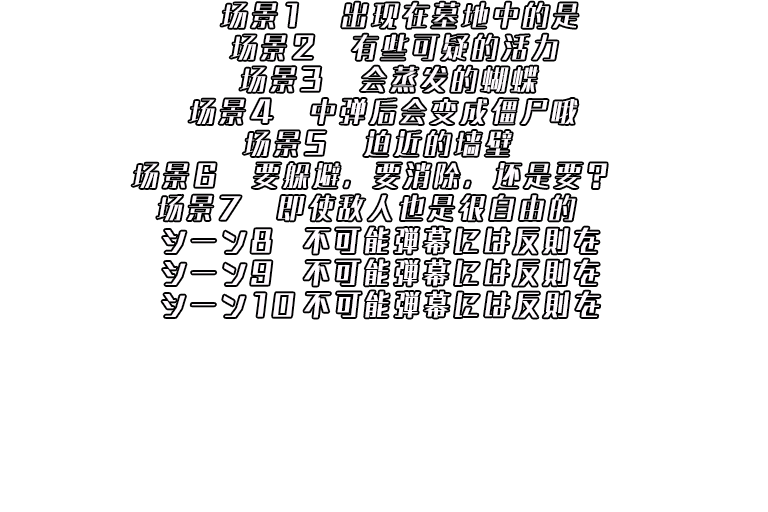 场景1 出现在墓地中的是
场景2 有些可疑的活力
场景3 会蒸发的蝴蝶
场景4 中弹后会变成僵尸哦
场景5 迫近的墙壁
场景6 要躲避，要消除，还是要？
场景7 即使敌人也是很自由的
シーン8 不可能弾幕には反則を
シーン9 不可能弾幕には反則を
シーン10 不可能弾幕には反則を